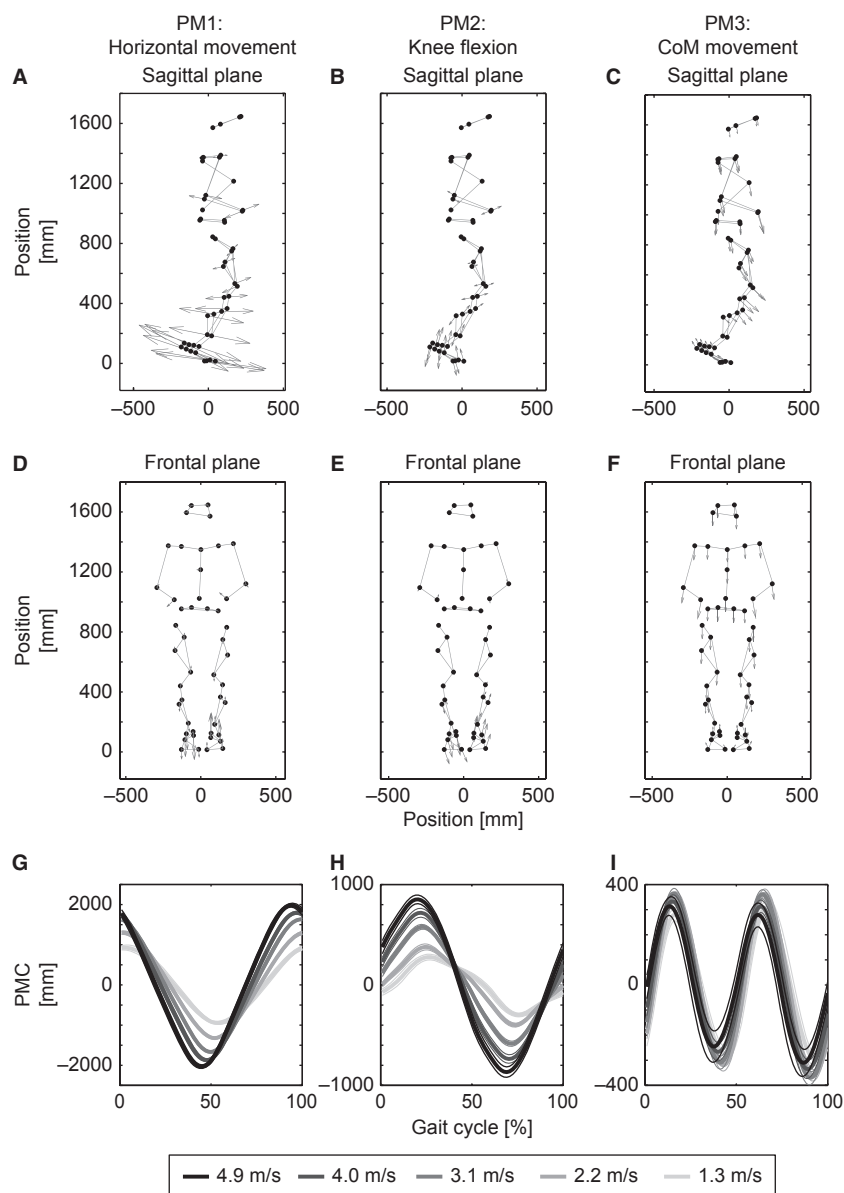 PM1:
Horizontal movement
PM2:
Knee flexion
PM3:
CoM movement
A
Sagittal plane
B
Sagittal plane
C
Sagittal plane
Position
[mm]
1600
1200
800
400
0
–500
0
500
–500
0
500
–500
0
500
D
Frontal plane
E
Frontal plane
F
Frontal plane
Position
[mm]
1600
1200
800
400
0
–500
0
500
–500
0
500
–500
0
500
Position [mm]
G
H
I
PMC
[mm]
2000
0
–2000
0
50
100
1000
0
–1000
0
50
100
400
0
–400
0
50
100
Gait cycle [%]
4.9 m/s
4.0 m/s
3.1 m/s
2.2 m/s
1.3 m/s